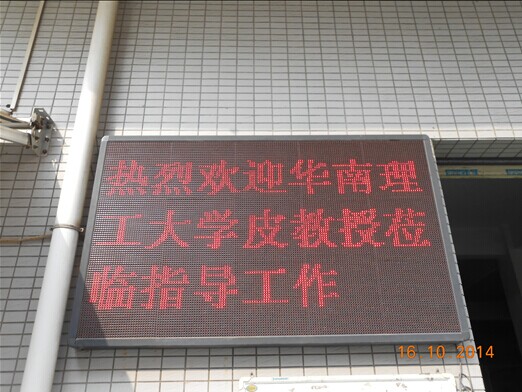 热烈欢迎华南理
工大学皮教授莅
临指导工作
16 10 2014